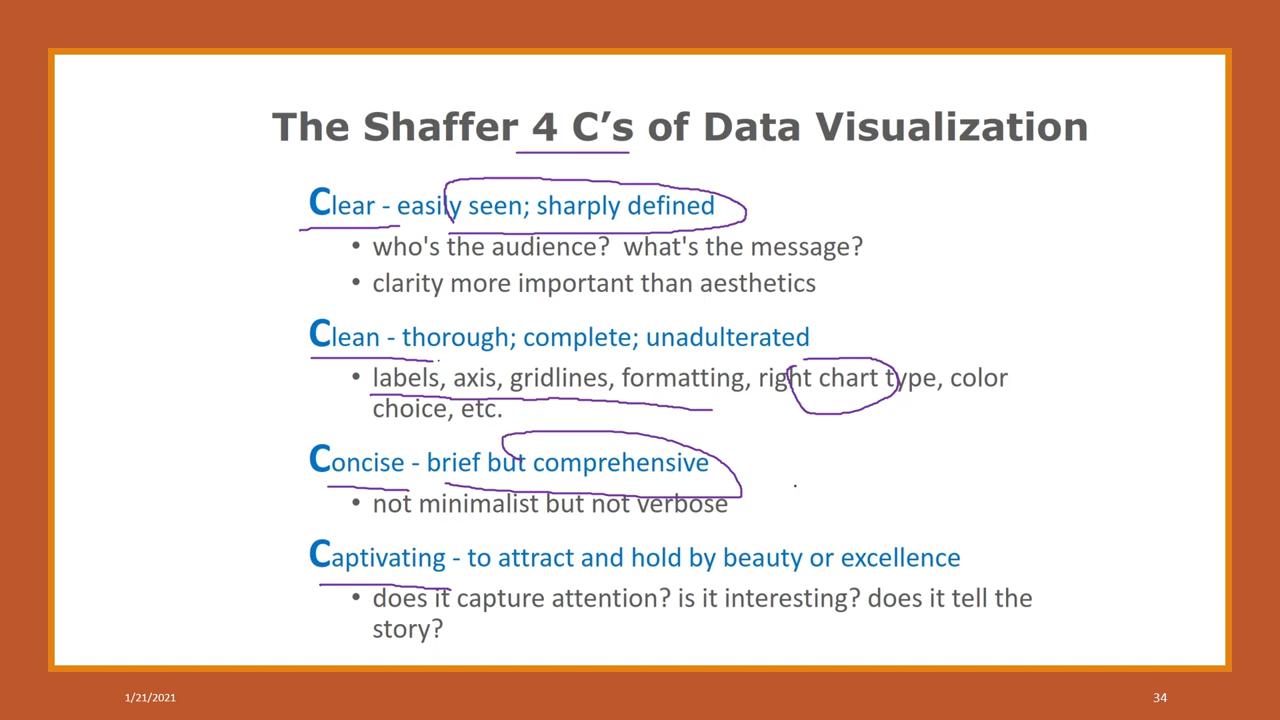 The Shaffer 4 C’s of Data Visualization
Clear - easily seen; sharply defined
• who's the audience?  what's the message?
• clarity more important than aesthetics
Clean - thorough; complete; unadulterated
• labels, axis, gridlines, formatting, right chart type, color
choice, etc.
Concise - brief but comprehensive
• not minimalist but not verbose
Captivating - to attract and hold by beauty or excellence
• does it capture attention? is it interesting? does it tell the
story?
1/21/2021
34